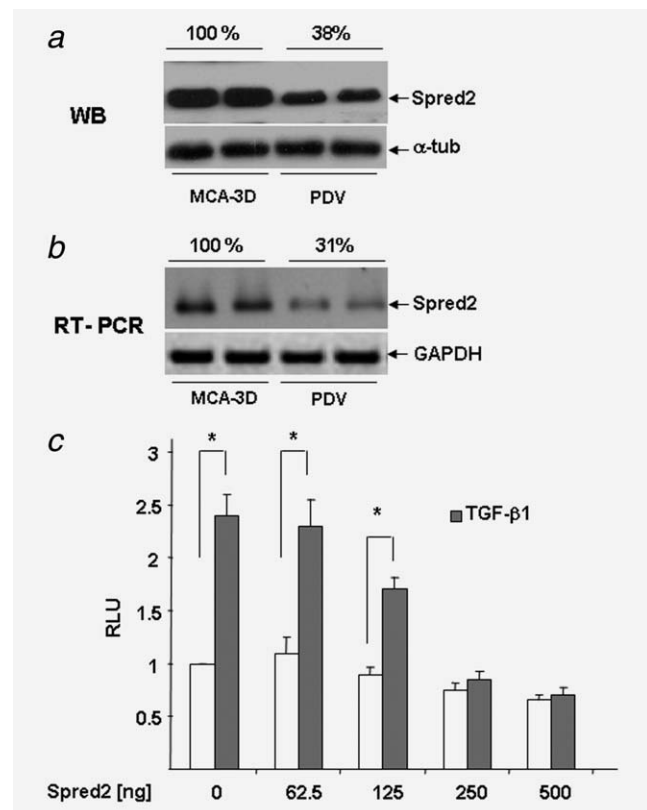 a
100 % 38%
WB
Spred2
α-tub
MCA-3D PDV
b
100 % 31%
RT- PCR
Spred2
GAPDH
MCA-3D PDV
c
* * *
TGF-β1
RLU
3
2.5
2
1.5
1
0.5
Spred2 [ng] 0 62.5 125 250 500